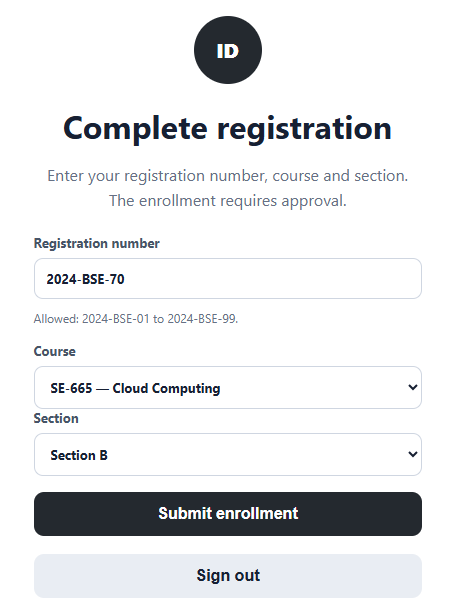 ID
Complete registration
Enter your registration number, course and section.
The enrollment requires approval.
Registration number
2024-BSE-70
Allowed: 2024-BSE-01 to 2024-BSE-99.
Course
SE-665 — Cloud Computing
Section
Section B
Submit enrollment
Sign out